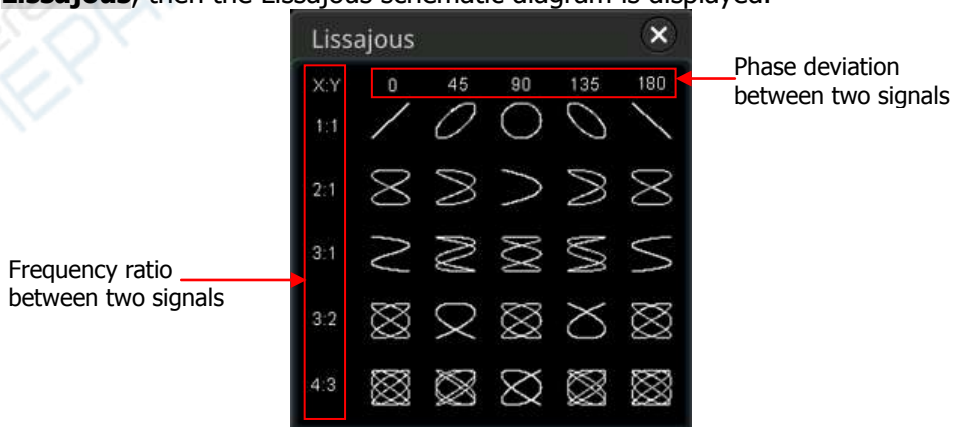 Lissajous, then the Lissajous schematic diagram is displayed.
Lissajous
X:Y 0 45 90 135 180
Phase deviation
between two signals
1:1
2:1
3:1
Frequency ratio
between two signals
3:2
4:3